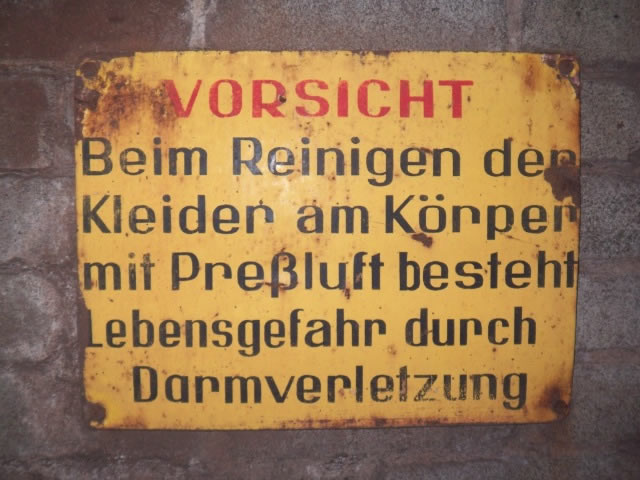 VORSICHT
Beim Reinigen der
Kleider am Körper
mit Preßluft besteht
Lebensgefahr durch
Darmverletzung